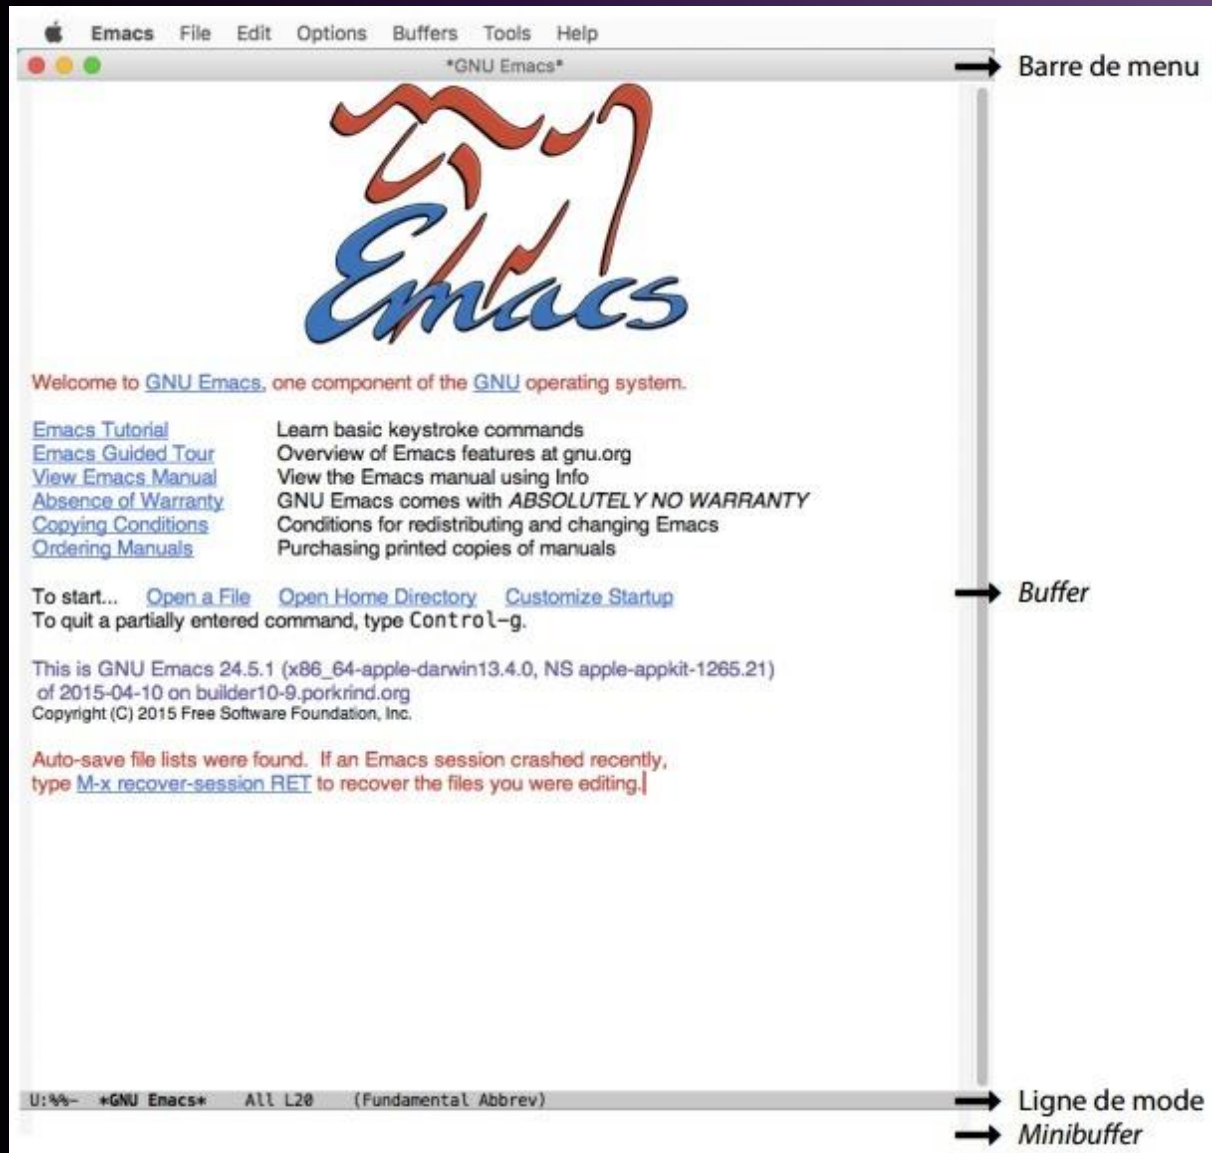 Emacs File Edit Options Buffers Tools Help
*GNU Emacs*
Barre de menu
Emacs
Welcome to GNU Emacs, one component of the GNU operating system.
Emacs Tutorial Learn basic keystroke commands
Emacs Guided Tour Overview of Emacs features at gnu.org
View Emacs Manual View the Emacs manual using Info
Absence of Warranty GNU Emacs comes with ABSOLUTELY NO WARRANTY
Copying Conditions Conditions for redistributing and changing Emacs
Ordering Manuals Purchasing printed copies of manuals
To start... Open a File Open Home Directory Customize Startup
Buffer
To quit a partially entered command, type Control-g.
This is GNU Emacs 24.5.1 (x86_64-apple-darwin13.4.0, NS apple-appkit-1265.21)
of 2015-04-10 on builder10-9.porkrind.org
Copyright (C) 2015 Free Software Foundation, Inc.
Auto-save file lists were found. If an Emacs session crashed recently,
type M-x recover-session RET to recover the files you were editing.
U:%%- *GNU Emacs* All L20 (Fundamental Abbrev)
Ligne de mode
Minibuffer